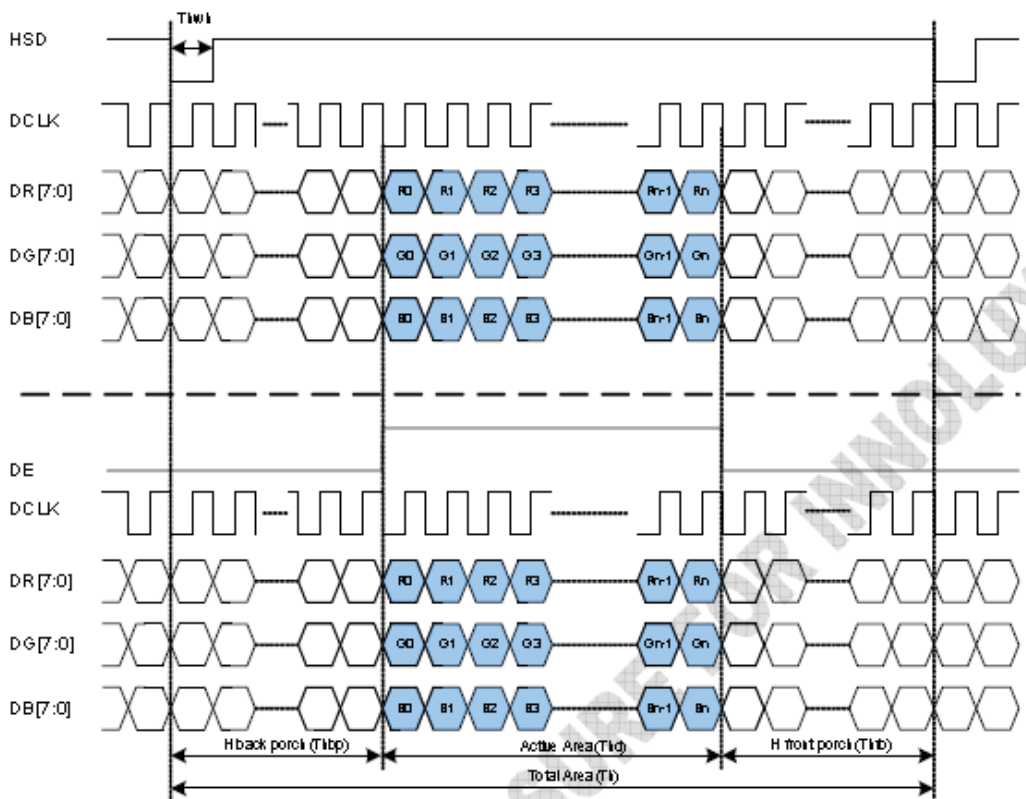 Thwh
HSD
DCLK
DR[7:0] R0 R1 R2 R3 Rn-1 Rn
DG[7:0] G0 G1 G2 G3 Gn-1 Gn
DB[7:0] B0 B1 B2 B3 Bn-1 Bn
DE
DCLK
DR[7:0] R0 R1 R2 R3 Rn-1 Rn
DG[7:0] G0 G1 G2 G3 Gn-1 Gn
DB[7:0] B0 B1 B2 B3 Bn-1 Bn
H back porch (Thbp) Active Area (Thd) H front porch (Thfp)
Total Area (Th)
SURE FOR INNOLU